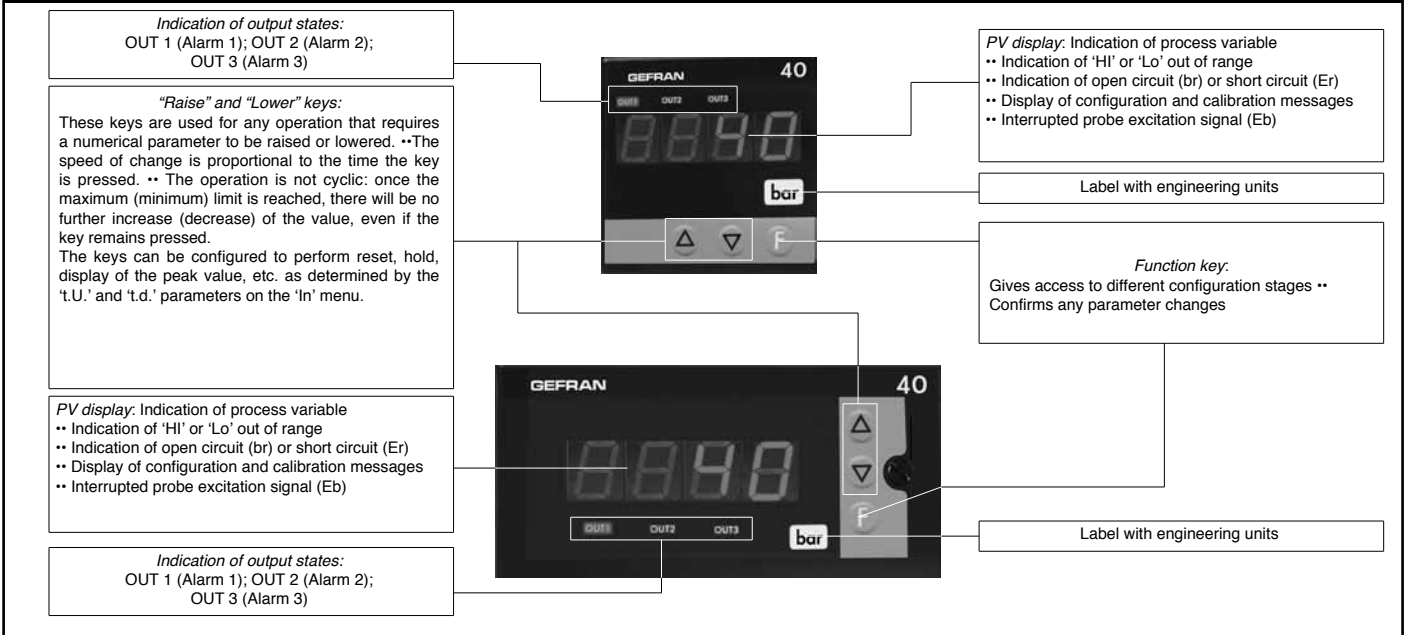 Indication of output states:
OUT 1 (Alarm 1); OUT 2 (Alarm 2);
OUT 3 (Alarm 3)
“Raise” and “Lower” keys:
These keys are used for any operation that requires
a numerical parameter to be raised or lowered. ••The
speed of change is proportional to the time the key
is pressed. •• The operation is not cyclic: once the
maximum (minimum) limit is reached, there will be no
further increase (decrease) of the value, even if the
key remains pressed.
The keys can be configured to perform reset, hold,
display of the peak value, etc. as determined by the
‘t.U.’ and ‘t.d.’ parameters on the ‘In’ menu.
PV display: Indication of process variable
•• Indication of ‘HI’ or ‘Lo’ out of range
•• Indication of open circuit (br) or short circuit (Er)
•• Display of configuration and calibration messages
•• Interrupted probe excitation signal (Eb)
Indication of output states:
OUT 1 (Alarm 1); OUT 2 (Alarm 2);
OUT 3 (Alarm 3)
GEFRAN 40
OUT1 OUT2 OUT3
40
bar
F
GEFRAN 40
40
OUT1 OUT2 OUT3
bar
F
PV display: Indication of process variable
•• Indication of ‘HI’ or ‘Lo’ out of range
•• Indication of open circuit (br) or short circuit (Er)
•• Display of configuration and calibration messages
•• Interrupted probe excitation signal (Eb)
Label with engineering units
Function key:
Gives access to different configuration stages ••
Confirms any parameter changes
Label with engineering units